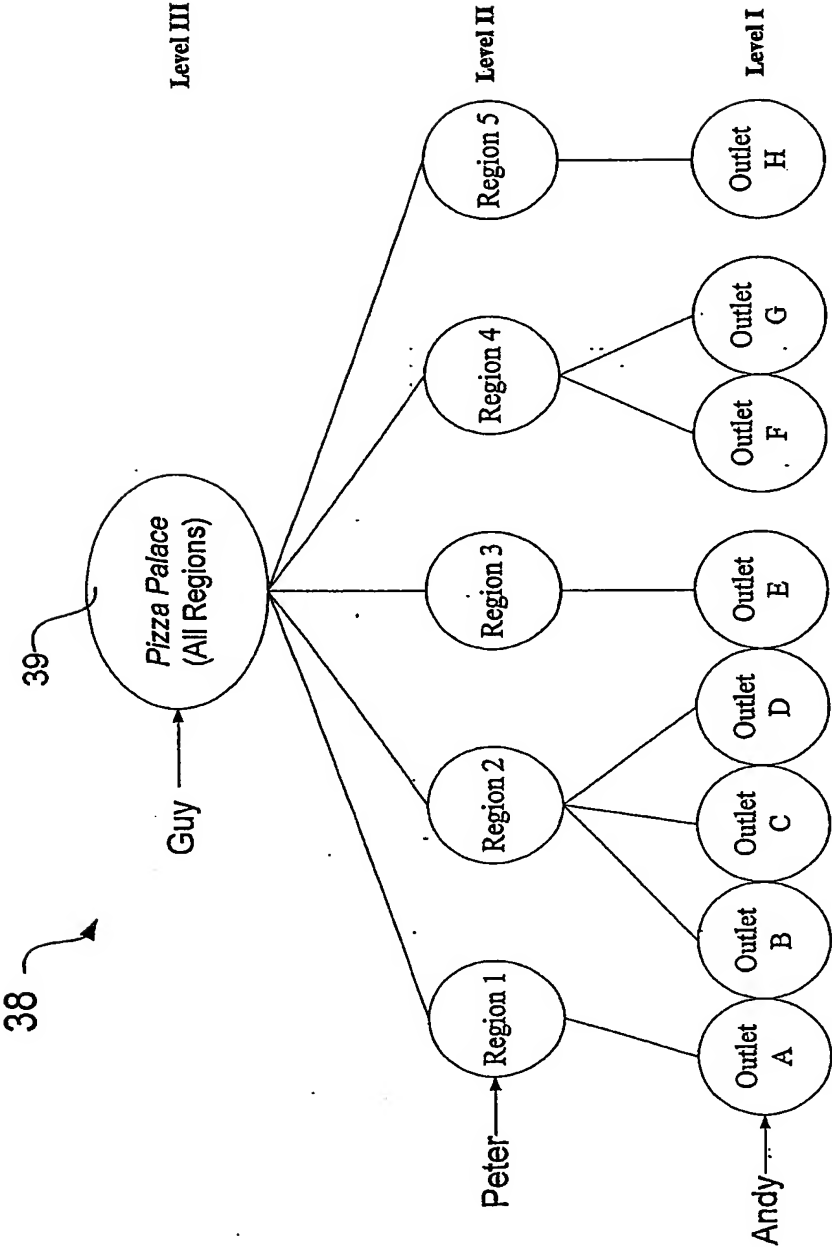 38
39
Guy
Pizza Palace
(All Regions)
Level III
Peter
Region 1
Region 2
Region 3
Region 4
Region 5
Level II
Andy
Outlet
A
Outlet
B
Outlet
C
Outlet
D
Outlet
E
Outlet
F
Outlet
G
Outlet
H
Level I